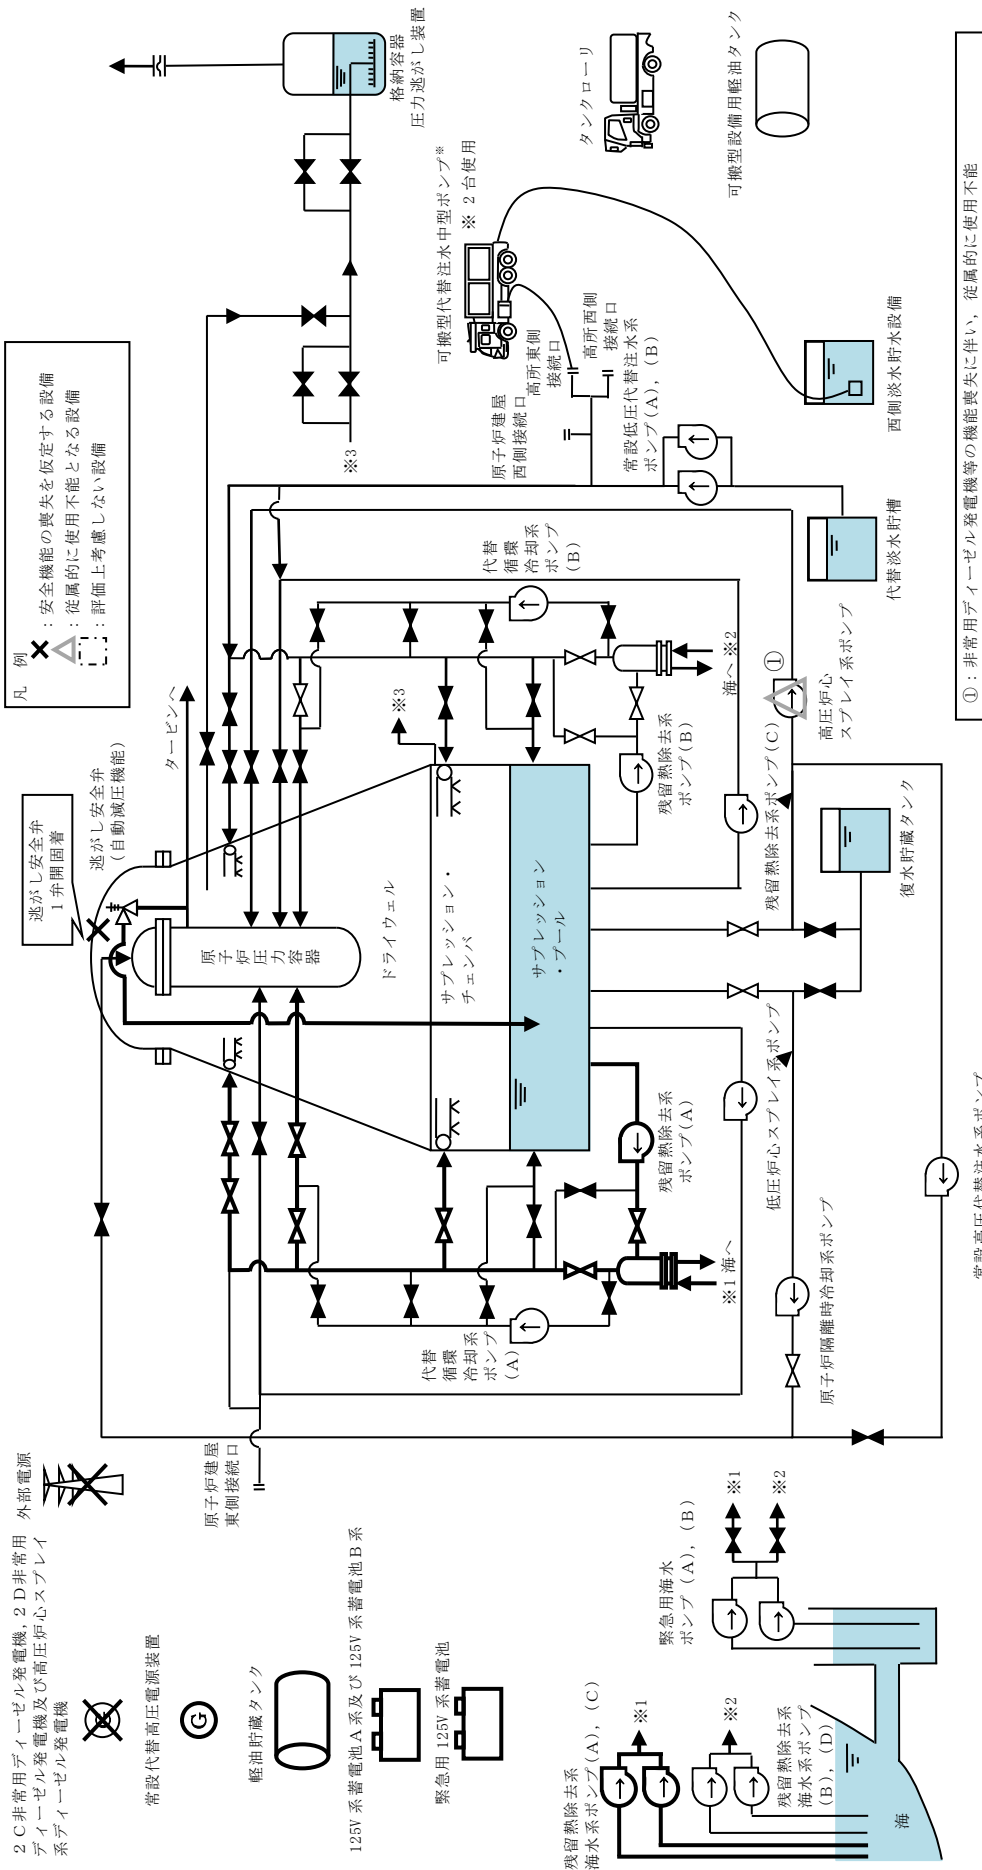 2C非常用ディーゼル発電機,2D非常用
ディーゼル発電機及び高圧炉心スプレイ
系ディーゼル発電機
外部電源
常設代替高圧電源装置
G
軽油貯蔵タンク
125V系蓄電池A系及び125V系蓄電池B系
緊急用125V系蓄電池
残留熱除去系
海水系ポンプ(A),(C)
※1
※2
残留熱除去系
海水系ポンプ
(B),(D)
海
緊急用海水
ポンプ(A),(B)
※1
※2
原子炉建屋
東側接続口
代替
循環
冷却系
ポンプ
(A)
※1 海へ
残留熱除去系
ポンプ(A)
低圧炉心スプレイ系ポンプ
原子炉隔離時冷却系ポンプ
常設高圧代替注水系ポンプ
逃がし安全弁
1弁開固着
逃がし安全弁
(自動減圧機能)
タービンへ
原子炉圧力容器
ドライウェル
サプレッション・
チェンバ
サプレッション
・プール
※3
残留熱除去系
ポンプ(B)
残留熱除去系ポンプ(C)
海へ ※2
代替
循環
冷却系
ポンプ
(B)
①
高圧炉心
スプレイ系ポンプ
復水貯蔵タンク
代替淡水貯槽
西側淡水貯水設備
常設低圧代替注水系
ポンプ(A),(B)
原子炉建屋
西側接続口
高所東側
接続口
高所西側
接続口
可搬型代替注水中型ポンプ※
※ 2台使用
タンクローリ
可搬型設備用軽油タンク
※3
格納容器
圧力逃がし装置
凡 例
:安全機能の喪失を仮定する設備
:従属的に使用不能となる設備
:評価上考慮しない設備
①:非常用ディーゼル発電機等の機能喪失に伴い,従属的に使用不能